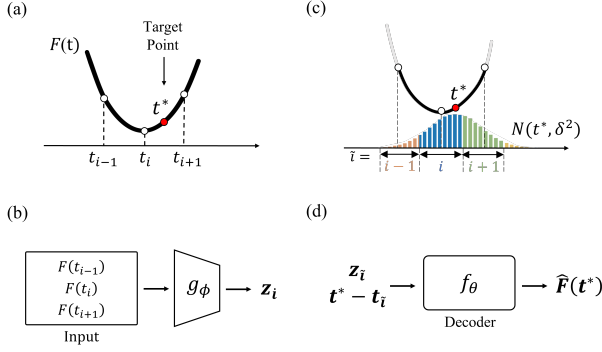 (a)
Target
Point
F(t)
t*
t_{i-1}
t_i
t_{i+1}
(c)
t*
N(t*, δ²)
ĩ =
i − 1
i
i + 1
(b)
F(t_{i-1})
F(t_i)
F(t_{i+1})
Input
g_ϕ
z_i
(d)
z_ĩ
t* − t_ĩ
f_θ
Decoder
F̂(t*)